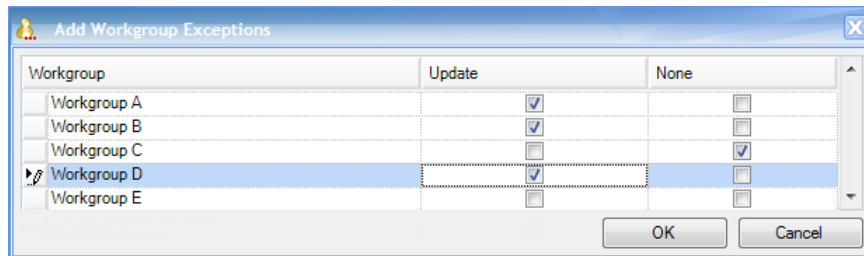 Add Workgroup Exceptions
Workgroup Update None
Workgroup A
Workgroup B
Workgroup C
Workgroup D
Workgroup E
OK Cancel